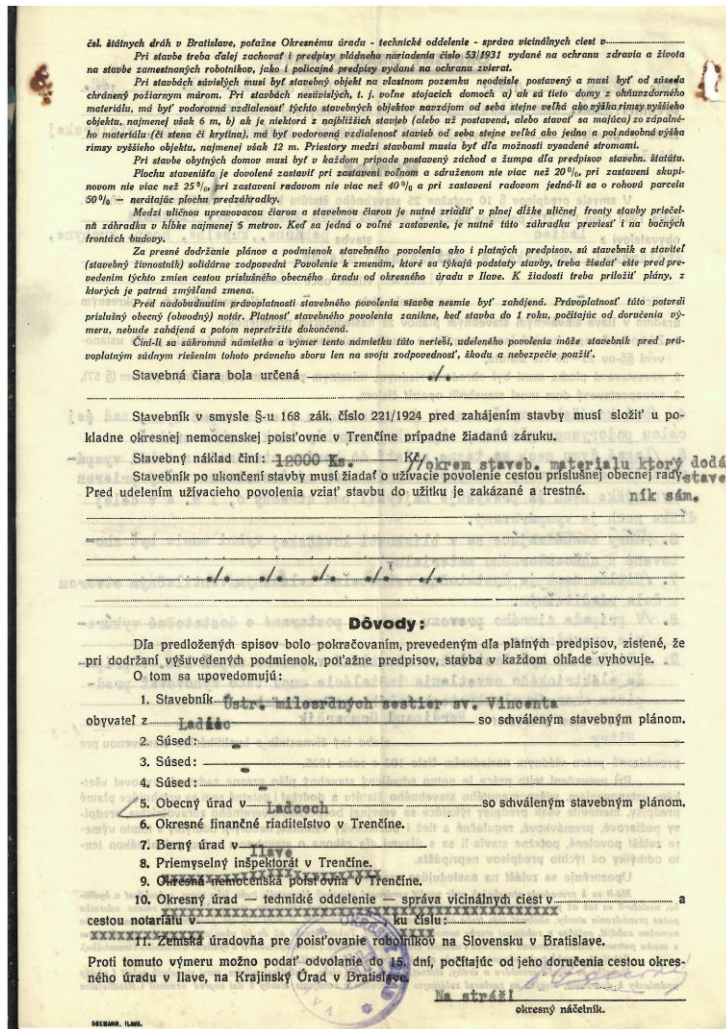 čsl. štátnych dráh v Bratislave, poťažne Okresnému úradu - technické oddelenie - správa vicinálnych ciest v
Pri stavbe treba ďalej zachovať i predpisy vládneho nariadenia číslo 53/1931 vydané na ochranu zdravia a života
na stavbe zamestnaných robotníkov, jako i policajné predpisy vydané na ochranu zvierat.
Pri stavbách súvislých musí byť stavebný objekt na vlastnom pozemku neodvisle postavený a musí byť od súseda
chránený požiarnym múrom. Pri stavbách nesúvislých, t. j. voľne stojacich domoch a) ak sú tieto domy z ohňuvzdorného
materiálu, má byť vodorovná vzdialenosť týchto stavebných objektov navzájom od seba stejne veľká ako výška rimsy vyššieho
objektu, najmenej však 6 m, b) ak je niektorá z najbližších stavieb (alebo už postavená, alebo stavať sa majúca) zo zápalné-
ho materiálu (či stena či krytina), má byť vodorovná vzdialenosť stavieb od seba stejne veľká ako jedno a pol násobná výška
rimsy vyššieho objektu, najmenej však 12 m. Priestory medzi stavbami musia byť dľa možnosti vysadené stromami.
Pri stavbe obytných domov musí byť v každom prípade postavený záchod a žumpa dľa predpisov stavebn. štatútu.
Plochu staveništa je dovolené zastaviť pri zastavení voľnom a sdruženom nie viac než 20%, pri zastavení skupi-
novom nie viac než 25%, pri zastavení radovom nie viac než 40% a pri zastavení radovom jedná-li sa o rohovú parcelu
50% — nerátajúc plochu predzáhradky.
Medzi uličnou upravovacou čiarou a stavebnou čiarou je nutné zriadiť v plnej dĺžke uličnej fronty stavby priečel-
nú záhradku v hĺbke najmenej 5 metrov. Keď sa jedná o voľné zastavenie, je nutné túto záhradku previesť i na bočných
frontách budovy.
Za presné dodržanie plánov a podmienok stavebného povolenia ako i platných predpisov, sú stavebník a staviteľ
(stavebný živnostník) solidárne zodpovední Povolenie k zmenám, ktoré sa týkajú podstaty stavby, treba žiadať ešte pred pre-
vedením týchto zmien cestou príslušného obecného úradu od okresného úradu v Ilave. K žiadosti treba priložiť plány, z
ktorých je patrná zmýšľaná zmena.
Pred nadobudnutím právoplatnosti stavebného povolenia stavba nesmie byť zahájená. Právoplatnosť túto potvrdí
príslušný obecný (obvodný) notár. Platnosť stavebného povolenia zanikne, keď stavba do 1 roku, počítajúc od doručenia vý-
meru, nebude zahájená a potom nepretržite dokončená.
Činí-li sa súkromná námietka a výmer tento námietku túto nerieši, udeleného povolenia môže stavebník pred prá-
voplatným súdnym riešením tohoto právneho sboru len na svoju zodpovednosť, škodu a nebezpečie použiť.
Stavebná čiara bola určená ./.
Stavebník v smysle §-u 168 zák. číslo 221/1924 pred zahájením stavby musí složiť u po-
kladne okresnej nemocenskej poisťovne v Trenčíne prípadne žiadanú záruku.
Stavebný náklad činí: 12000 Ks. Kč //okrem staveb. materialu ktorý dodá
Stavebník po ukončení stavby musí žiadať o užívacie povolenie cestou príslušnej obecnej rady. stave
Pred udelením užívacieho povolenia vziať stavbu do užitku je zakázané a trestné. ník sám.
./. ./. ./. ./. ./.
Dôvody:
Dľa predložených spisov bolo pokračovaním, prevedeným dľa platných predpisov, zistené, že
pri dodržaní výšuvedených podmienok, poťažne predpisov, stavba v každom ohľade vyhovuje.
O tom sa upovedomujú:
1. Stavebník Ústr. milosrdných sestier sv. Vincenta
obyvateľ z Ladiec so schváleným stavebným plánom.
2. Súsed: -
3. Súsed: -
4. Súsed: -
5. Obecný úrad v Ladcoch so schváleným stavebným plánom.
6. Okresné finančné riaditeľstvo v Trenčíne.
7. Berný úrad v Ilave
8. Priemyselný inšpektorát v Trenčíne.
9. Okresná nemocenská poisťovňa v Trenčíne.
10. Okresný úrad — technické oddelenie — správa vicinálnych ciest v a
cestou notariatu v ku číslu:
11. Zemská úradovňa pre poisťovanie robotníkov na Slovensku v Bratislave.
Proti tomuto výmeru možno podať odvolanie do 15. dní, počítajúc od jeho doručenia cestou okres-
ného úradu v Ilave, na Krajinský Úrad v Bratislave.
Na stráži
okresný náčelník.